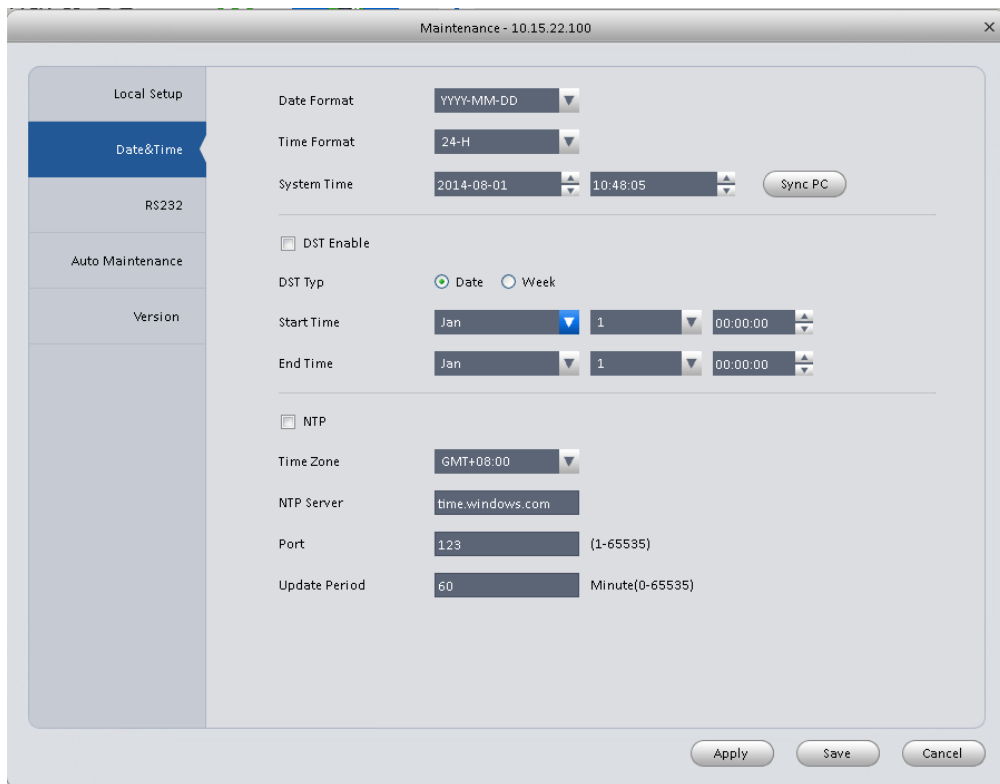 Maintenance - 10.15.22.100
Local Setup
Date&Time
RS232
Auto Maintenance
Version
Date Format YYYY-MM-DD
Time Format 24-H
System Time 2014-08-01 10:48:05 Sync PC
DST Enable
DST Typ Date Week
Start Time Jan 1 00:00:00
End Time Jan 1 00:00:00
NTP
Time Zone GMT+08:00
NTP Server time.windows.com
Port 123 (1-65535)
Update Period 60 Minute(0-65535)
Apply Save Cancel